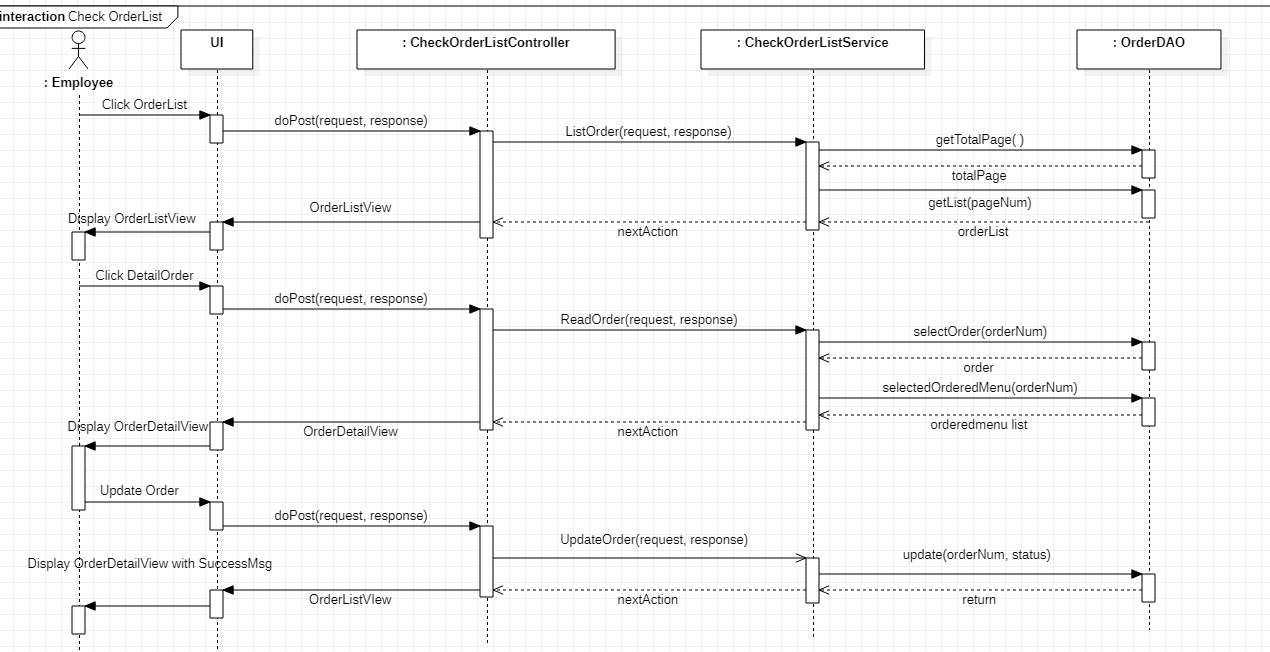 interaction Check OrderList
UI
: CheckOrderListController
: CheckOrderListService
: OrderDAO
: Employee
Click OrderList
doPost(request, response)
ListOrder(request, response)
getTotalPage( )
totalPage
getList(pageNum)
Display OrderListView
OrderListView
nextAction
orderList
Click DetailOrder
doPost(request, response)
ReadOrder(request, response)
selectOrder(orderNum)
order
selectedOrderedMenu(orderNum)
Display OrderDetailView
OrderDetailView
nextAction
orderedmenu list
Update Order
doPost(request, response)
UpdateOrder(request, response)
update(orderNum, status)
Display OrderDetailView with SuccessMsg
OrderListVIew
nextAction
return